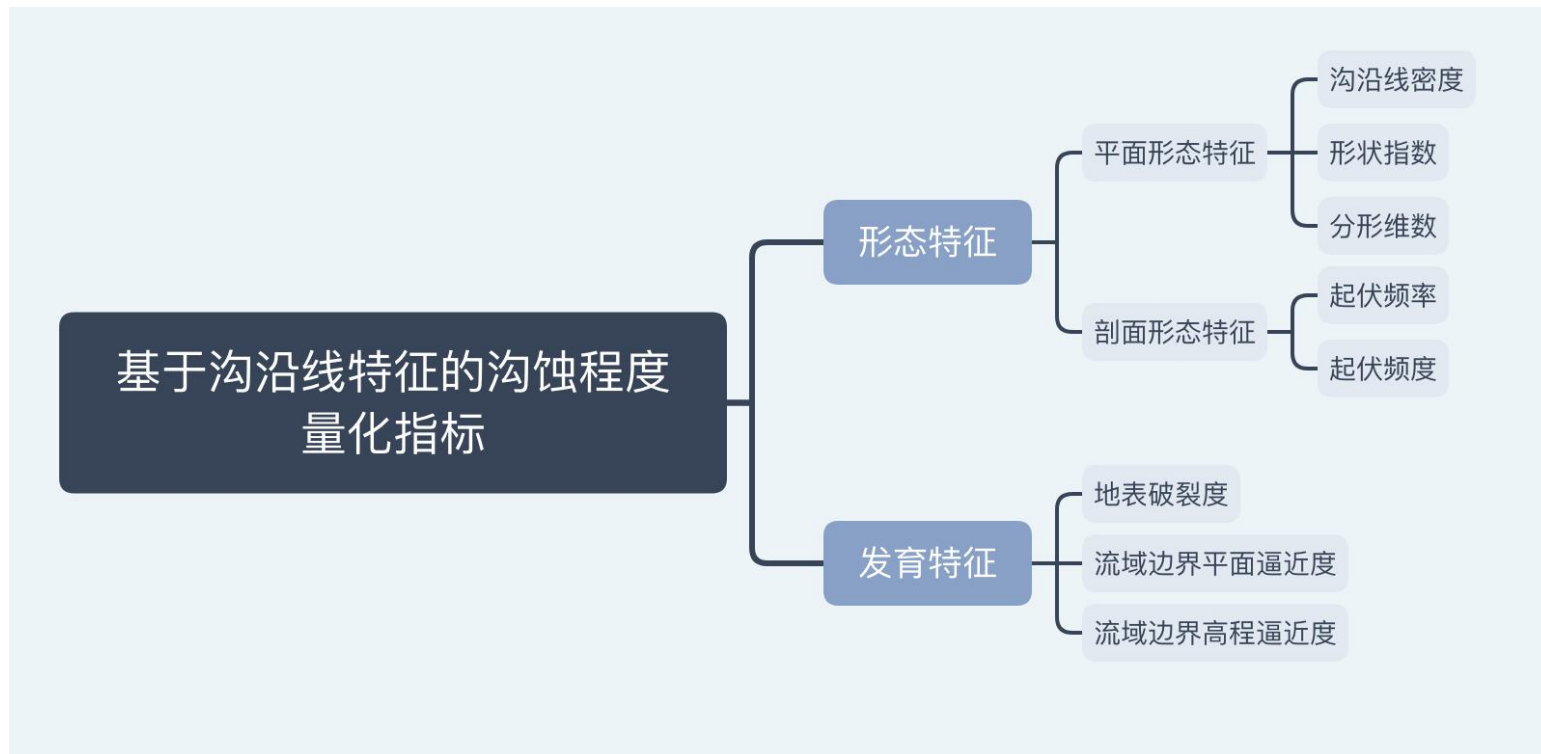 基于沟沿线特征的沟蚀程度
量化指标
形态特征
平面形态特征
沟沿线密度
形状指数
分形维数
剖面形态特征
起伏频率
起伏频度
发育特征
地表破裂度
流域边界平面逼近度
流域边界高程逼近度